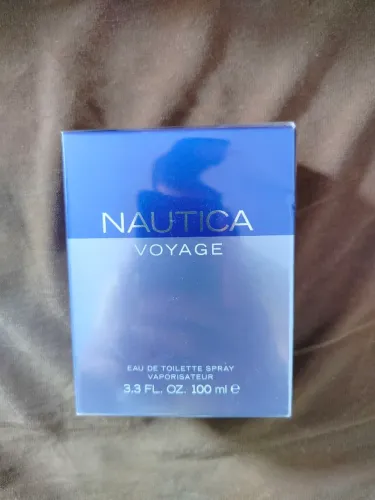 NAUTICA
VOYAGE
EAU DE TOILETTE SPRAY
VAPORISATEUR
3.3 FL. OZ. 100 ml ℮